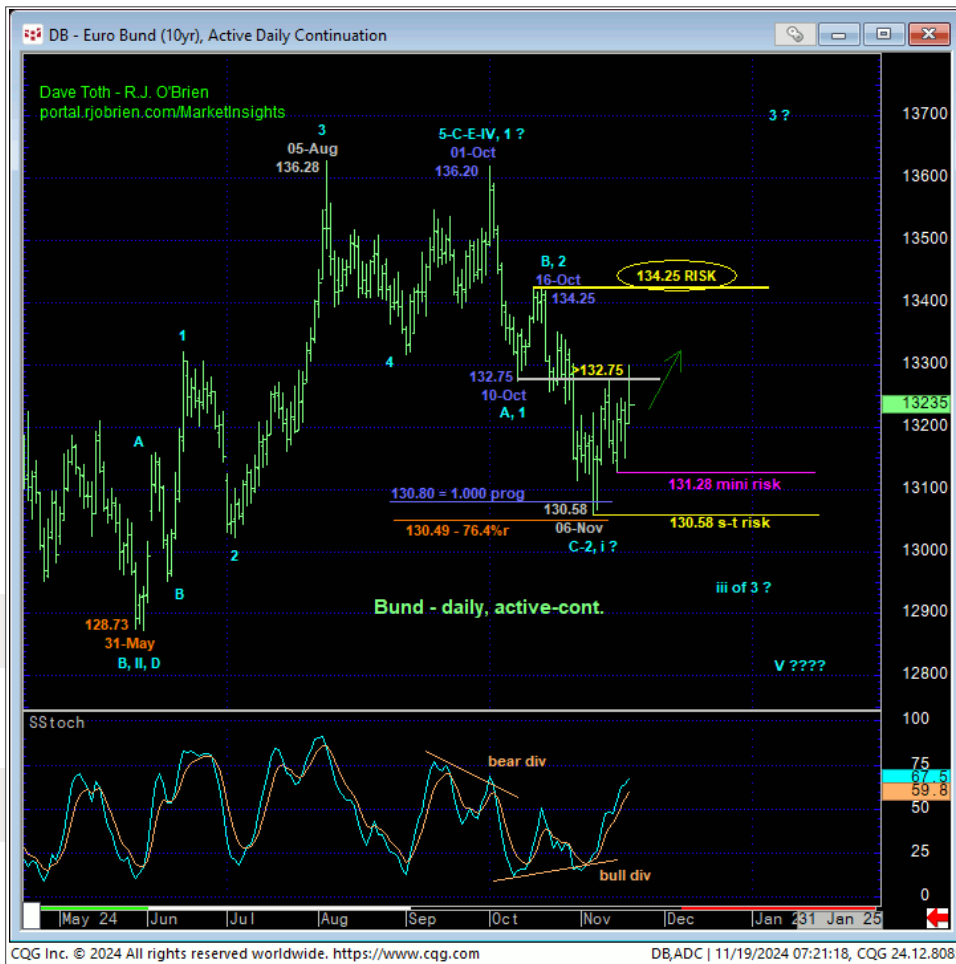 DB - Euro Bund (10yr), Active Daily Continuation
Dave Toth - R.J. O'Brien
portal.rjobrien.com/MarketInsights
3
05-Aug
136.28
5-C-E-IV, 1 ?
01-Oct
136.20
3 ?
13700
13600
13500
B, 2
16-Oct
134.25
134.25 RISK
13400
1
4
13300
132.75
>132.75
10-Oct
A, 1
13235
13200
A
131.28 mini risk
13100
130.80 = 1.000 prog
130.58
130.58 s-t risk
130.49 - 76.4%r
06-Nov
C-2, i ?
2
13000
B
iii of 3 ?
Bund - daily, active-cont.
12900
128.73
31-May
B, II, D
V ????
12800
SStoch
100
bear div
75
67.5
59.8
50
bull div
25
0
May 24
Jun
Jul
Aug
Sep
Oct
Nov
Dec
Jan 2
31 Jan 25
CQG Inc. © 2024 All rights reserved worldwide. https://www.cqg.com
DB,ADC | 11/19/2024 07:21:18, CQG 24.12.808